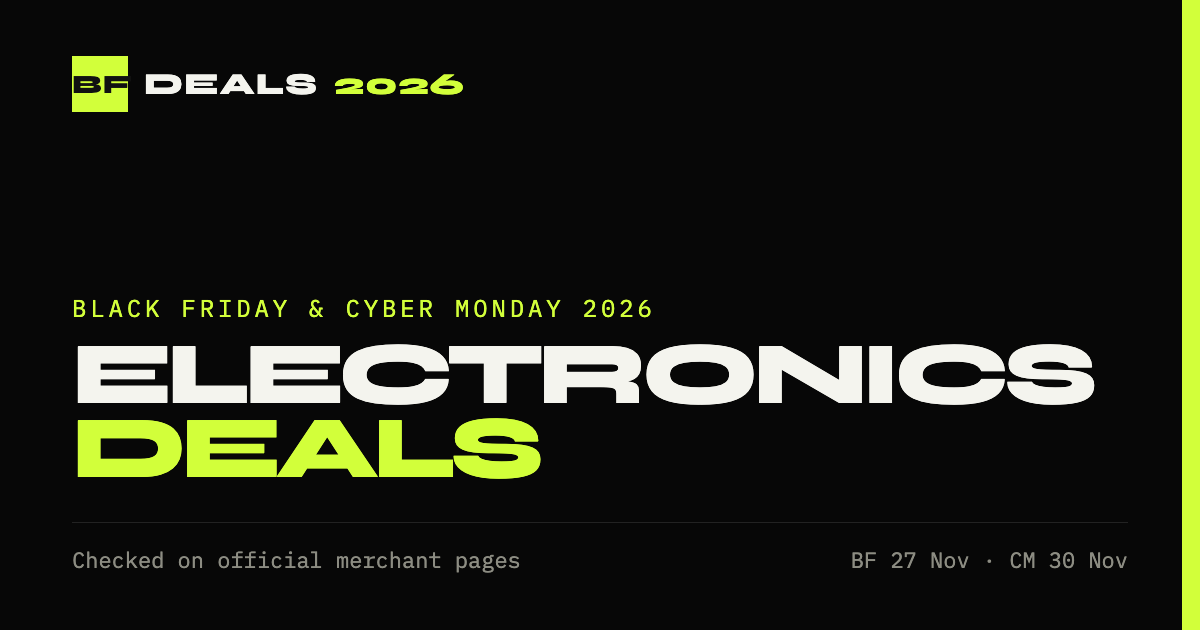 BF DEALS 2026
BLACK FRIDAY & CYBER MONDAY 2026
ELECTRONICS
DEALS
Checked on official merchant pages
BF 27 Nov · CM 30 Nov